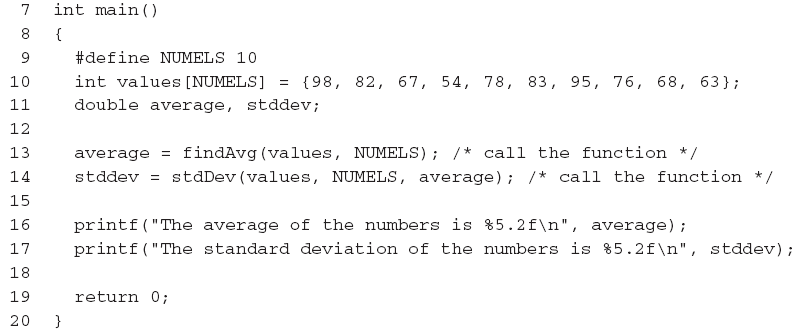 7 int main()
8 {
9 #define NUMELS 10
10 int values[NUMELS] = {98, 82, 67, 54, 78, 83, 95, 76, 68, 63};
11 double average, stddev;
12
13 average = findAvg(values, NUMELS); /* call the function */
14 stddev = stdDev(values, NUMELS, average); /* call the function */
15
16 printf("The average of the numbers is %5.2f\n", average);
17 printf("The standard deviation of the numbers is %5.2f\n", stddev);
18
19 return 0;
20 }